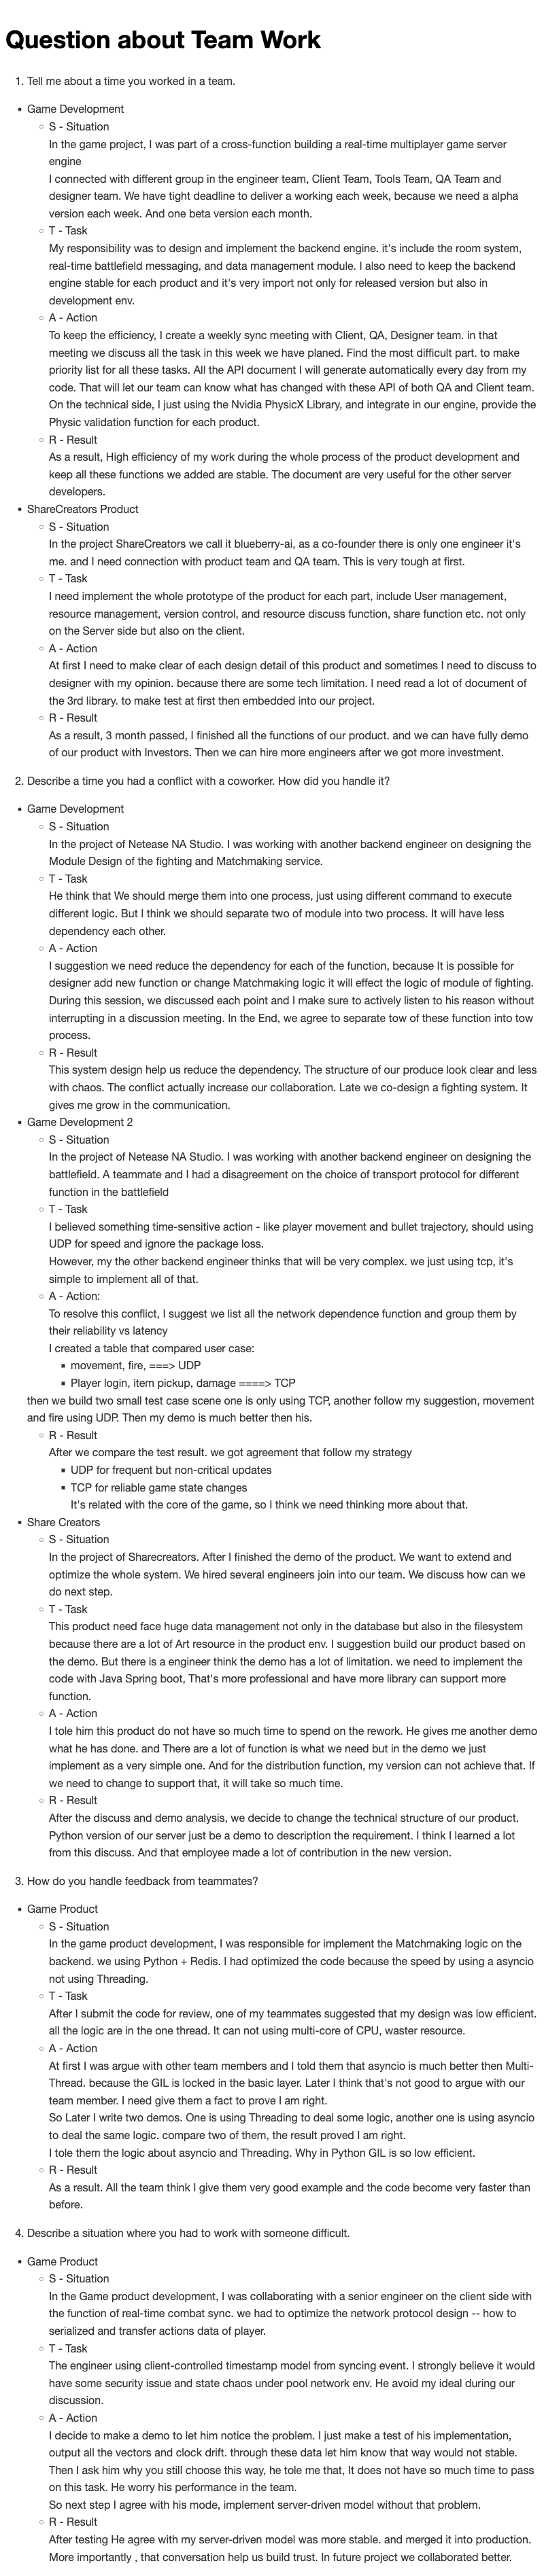 Question about Team Work
1. Tell me about a time you worked in a team.
• Game Development
◦ S - Situation
In the game project, I was part of a cross-function building a real-time multiplayer game server
engine
I connected with different group in the engineer team, Client Team, Tools Team, QA Team and
designer team. We have tight deadline to deliver a working each week, because we need a alpha
version each week. And one beta version each month.
◦ T - Task
My responsibility was to design and implement the backend engine. it's include the room system,
real-time battlefield messaging, and data management module. I also need to keep the backend
engine stable for each product and it's very import not only for released version but also in
development env.
◦ A - Action
To keep the efficiency, I create a weekly sync meeting with Client, QA, Designer team. in that
meeting we discuss all the task in this week we have planed. Find the most difficult part. to make
priority list for all these tasks. All the API document I will generate automatically every day from my
code. That will let our team can know what has changed with these API of both QA and Client team.
On the technical side, I just using the Nvidia PhysicX Library, and integrate in our engine, provide the
Physic validation function for each product.
◦ R - Result
As a result, High efficiency of my work during the whole process of the product development and
keep all these functions we added are stable. The document are very useful for the other server
developers.
• ShareCreators Product
◦ S - Situation
In the project ShareCreators we call it blueberry-ai, as a co-founder there is only one engineer it's
me. and I need connection with product team and QA team. This is very tough at first.
◦ T - Task
I need implement the whole prototype of the product for each part, include User management,
resource management, version control, and resource discuss function, share function etc. not only
on the Server side but also on the client.
◦ A - Action
At first I need to make clear of each design detail of this product and sometimes I need to discuss to
designer with my opinion. because there are some tech limitation. I need read a lot of document of
the 3rd library. to make test at first then embedded into our project.
◦ R - Result
As a result, 3 month passed, I finished all the functions of our product. and we can have fully demo
of our product with Investors. Then we can hire more engineers after we got more investment.
2. Describe a time you had a conflict with a coworker. How did you handle it?
• Game Development
◦ S - Situation
In the project of Netease NA Studio. I was working with another backend engineer on designing the
Module Design of the fighting and Matchmaking service.
◦ T - Task
He think that We should merge them into one process, just using different command to execute
different logic. But I think we should separate two of module into two process. It will have less
dependency each other.
◦ A - Action
I suggestion we need reduce the dependency for each of the function, because It is possible for
designer add new function or change Matchmaking logic it will effect the logic of module of fighting.
During this session, we discussed each point and I make sure to actively listen to his reason without
interrupting in a discussion meeting. In the End, we agree to separate tow of these function into tow
process.
◦ R - Result
This system design help us reduce the dependency. The structure of our produce look clear and less
with chaos. The conflict actually increase our collaboration. Late we co-design a fighting system. It
gives me grow in the communication.
• Game Development 2
◦ S - Situation
In the project of Netease NA Studio. I was working with another backend engineer on designing the
battlefield. A teammate and I had a disagreement on the choice of transport protocol for different
function in the battlefield
◦ T - Task
I believed something time-sensitive action - like player movement and bullet trajectory, should using
UDP for speed and ignore the package loss.
However, my the other backend engineer thinks that will be very complex. we just using tcp, it's
simple to implement all of that.
◦ A - Action:
To resolve this conflict, I suggest we list all the network dependence function and group them by
their reliability vs latency
I created a table that compared user case:
▪ movement, fire, ===> UDP
▪ Player login, item pickup, damage ====> TCP
then we build two small test case scene one is only using TCP, another follow my suggestion, movement
and fire using UDP. Then my demo is much better then his.
◦ R - Result
After we compare the test result. we got agreement that follow my strategy
▪ UDP for frequent but non-critical updates
▪ TCP for reliable game state changes
It's related with the core of the game, so I think we need thinking more about that.
• Share Creators
◦ S - Situation
In the project of Sharecreators. After I finished the demo of the product. We want to extend and
optimize the whole system. We hired several engineers join into our team. We discuss how can we
do next step.
◦ T - Task
This product need face huge data management not only in the database but also in the filesystem
because there are a lot of Art resource in the product env. I suggestion build our product based on
the demo. But there is a engineer think the demo has a lot of limitation. we need to implement the
code with Java Spring boot, That's more professional and have more library can support more
function.
◦ A - Action
I tole him this product do not have so much time to spend on the rework. He gives me another demo
what he has done. and There are a lot of function is what we need but in the demo we just
implement as a very simple one. And for the distribution function, my version can not achieve that. If
we need to change to support that, it will take so much time.
◦ R - Result
After the discuss and demo analysis, we decide to change the technical structure of our product.
Python version of our server just be a demo to description the requirement. I think I learned a lot
from this discuss. And that employee made a lot of contribution in the new version.
3. How do you handle feedback from teammates?
• Game Product
◦ S - Situation
In the game product development, I was responsible for implement the Matchmaking logic on the
backend. we using Python + Redis. I had optimized the code because the speed by using a asyncio
not using Threading.
◦ T - Task
After I submit the code for review, one of my teammates suggested that my design was low efficient.
all the logic are in the one thread. It can not using multi-core of CPU, waster resource.
◦ A - Action
At first I was argue with other team members and I told them that asyncio is much better then Multi-
Thread. because the GIL is locked in the basic layer. Later I think that's not good to argue with our
team member. I need give them a fact to prove I am right.
So Later I write two demos. One is using Threading to deal some logic, another one is using asyncio
to deal the same logic. compare two of them, the result proved I am right.
I tole them the logic about asyncio and Threading. Why in Python GIL is so low efficient.
◦ R - Result
As a result. All the team think I give them very good example and the code become very faster than
before.
4. Describe a situation where you had to work with someone difficult.
• Game Product
◦ S - Situation
In the Game product development, I was collaborating with a senior engineer on the client side with
the function of real-time combat sync. we had to optimize the network protocol design -- how to
serialized and transfer actions data of player.
◦ T - Task
The engineer using client-controlled timestamp model from syncing event. I strongly believe it would
have some security issue and state chaos under pool network env. He avoid my ideal during our
discussion.
◦ A - Action
I decide to make a demo to let him notice the problem. I just make a test of his implementation,
output all the vectors and clock drift. through these data let him know that way would not stable.
Then I ask him why you still choose this way, he tole me that, It does not have so much time to pass
on this task. He worry his performance in the team.
So next step I agree with his mode, implement server-driven model without that problem.
◦ R - Result
After testing He agree with my server-driven model was more stable. and merged it into production.
More importantly , that conversation help us build trust. In future project we collaborated better.